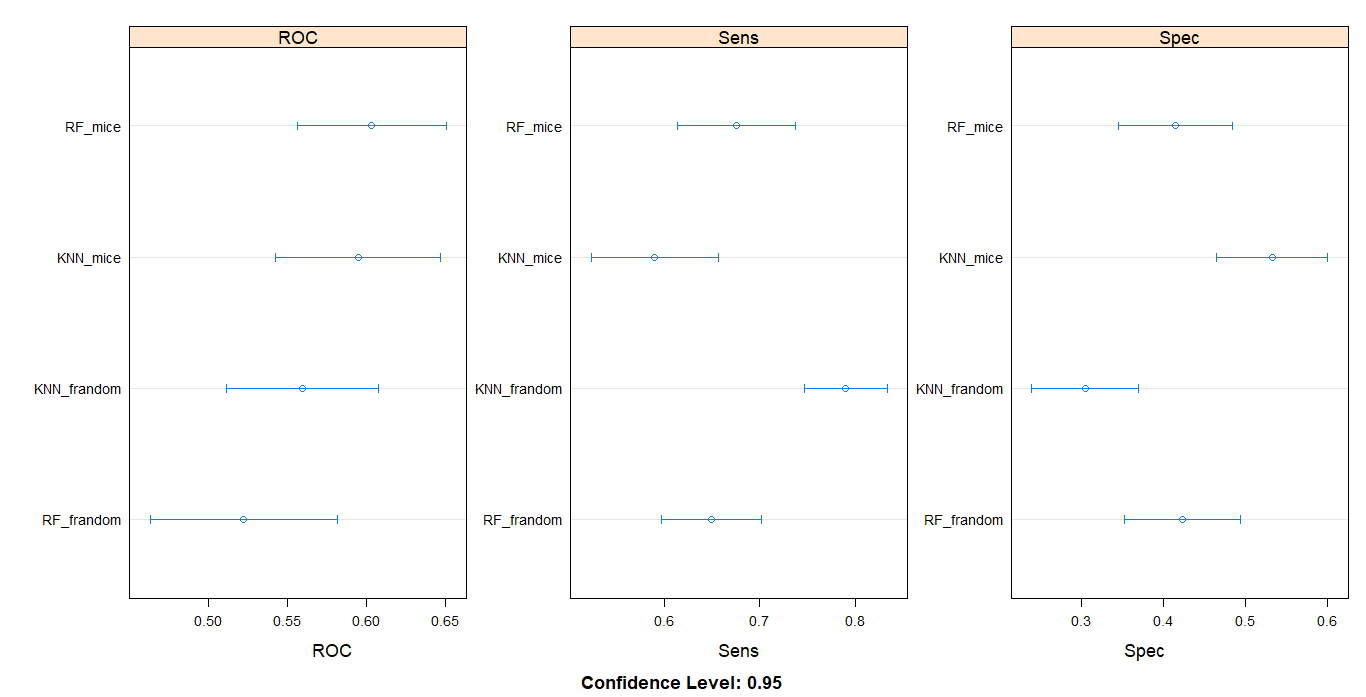 ROC
RF_mice
KNN_mice
KNN_frandom
RF_frandom
0.50 0.55 0.60 0.65
ROC
Sens
RF_mice
KNN_mice
KNN_frandom
RF_frandom
0.6 0.7 0.8
Sens
Spec
RF_mice
KNN_mice
KNN_frandom
RF_frandom
0.3 0.4 0.5 0.6
Spec
Confidence Level: 0.95